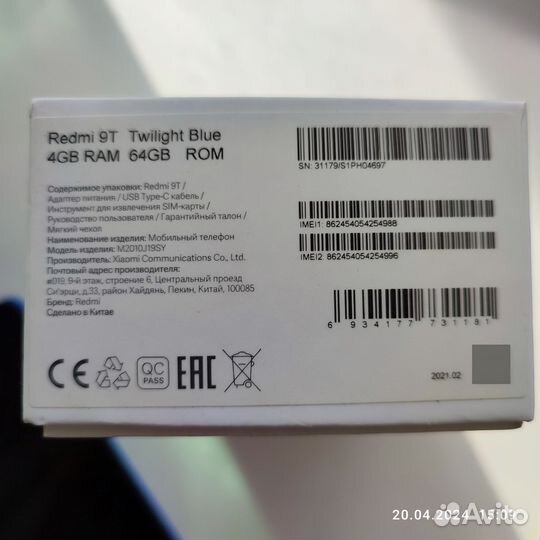 Redmi 9T Twilight Blue
4GB RAM 64GB ROM
Содержимое упаковки: Redmi 9T /
Адаптер питания / USB Type-C кабель /
Инструмент для извлечения SIM-карты /
Руководство пользователя / Гарантийный талон /
Мягкий чехол
Наименование изделия: Мобильный телефон
Модель изделия: M2010J19SY
Производитель: Xiaomi Communications Co., Ltd.
Почтовый адрес производителя:
#019, 9-й этаж, строение 6, Центральный проезд
Сиэрци, д.33, район Хайдянь, Пекин, Китай, 100085
Бренд: Redmi
Сделано в Китае
SN: 31179/S1PH04697
IMEI1: 862454054254988
IMEI2: 862454054254996
6 934177 731181
CE QC PASS EAC
2021.02
20.04.2024 15:09
Avito